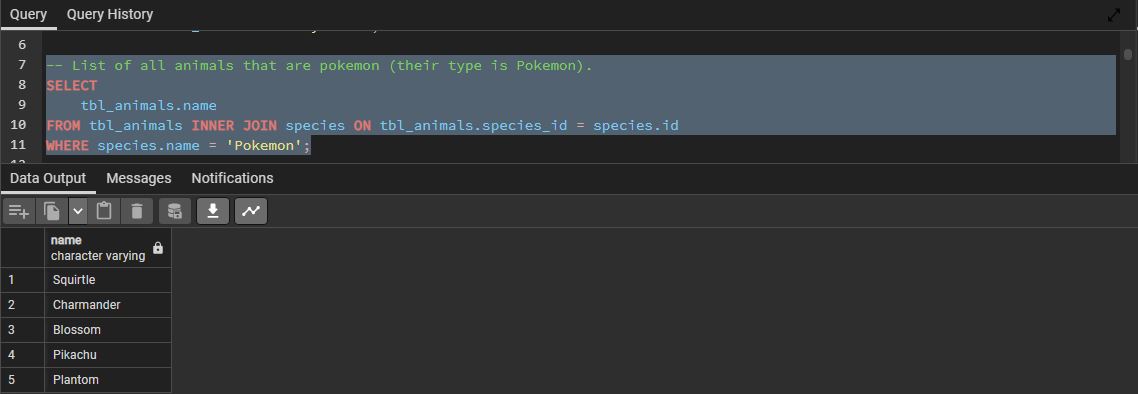 Query Query History
6
7 -- List of all animals that are pokemon (their type is Pokemon).
8 SELECT
9 tbl_animals.name
10 FROM tbl_animals INNER JOIN species ON tbl_animals.species_id = species.id
11 WHERE species.name = 'Pokemon';
Data Output Messages Notifications
name
character varying
1 Squirtle
2 Charmander
3 Blossom
4 Pikachu
5 Plantom